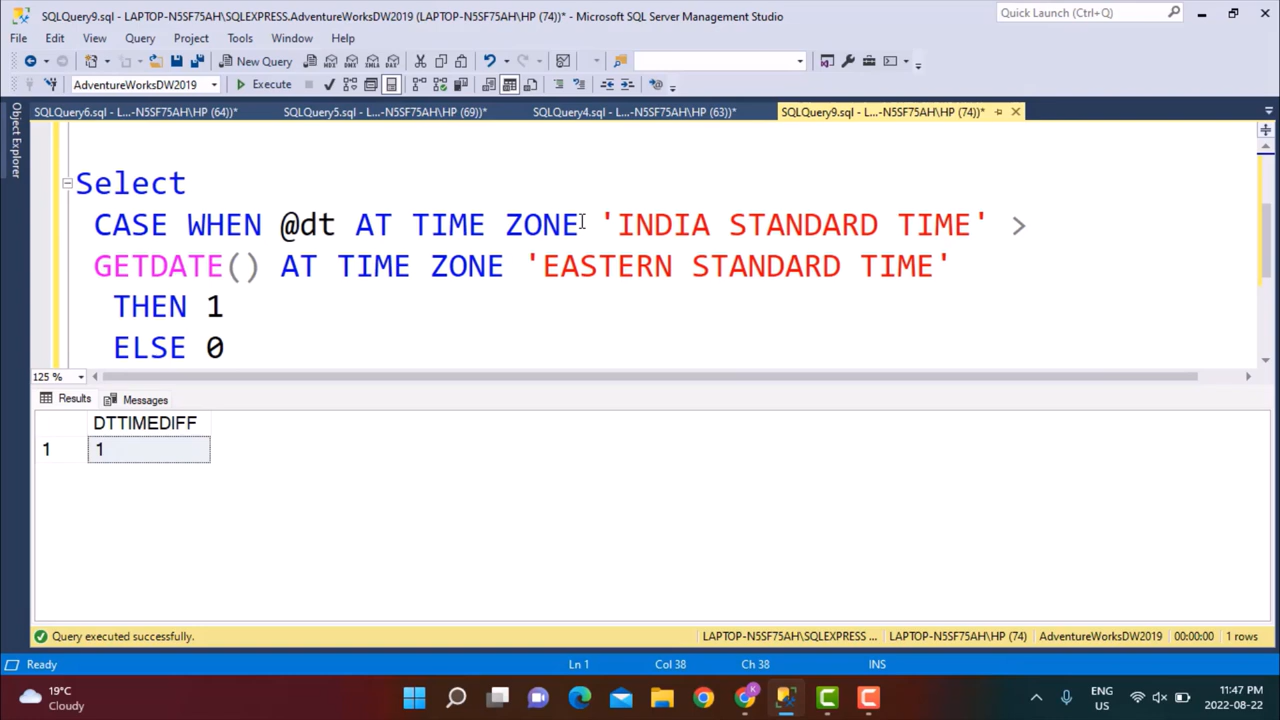 SQLQuery9.sql - LAPTOP-N5SF75AH\SQLEXPRESS.AdventureWorksDW2019 (LAPTOP-N5SF75AH\HP (74))* - Microsoft SQL Server Management Studio
Quick Launch (Ctrl+Q)
File Edit View Query Project Tools Window Help
New Query
AdventureWorksDW2019
Execute
SQLQuery6.sql - L...-N5SF75AH\HP (64))*
SQLQuery5.sql - L...-N5SF75AH\HP (69))*
SQLQuery4.sql - L...-N5SF75AH\HP (63))*
SQLQuery9.sql - L...-N5SF75AH\HP (74))*
Object Explorer
Select
CASE WHEN @dt AT TIME ZONE 'INDIA STANDARD TIME' >
GETDATE() AT TIME ZONE 'EASTERN STANDARD TIME'
THEN 1
ELSE 0
125 %
Results
Messages
DTTIMEDIFF
1 1
Query executed successfully.
LAPTOP-N5SF75AH\SQLEXPRESS ...
LAPTOP-N5SF75AH\HP (74)
AdventureWorksDW2019
00:00:00
1 rows
Ready
Ln 1
Col 38
Ch 38
INS
19°C
Cloudy
ENG
US
11:47 PM
2022-08-22